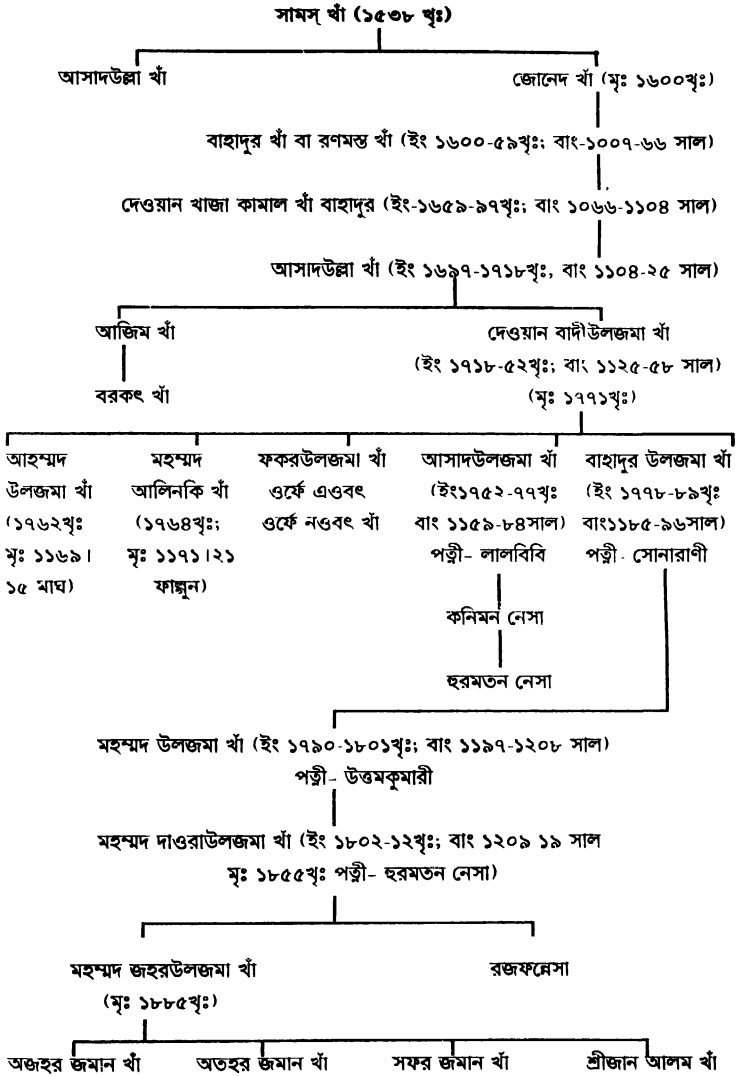 সামস্ খাঁ (১৫৩৮ খৃঃ)
আসাদউল্লা খাঁ
জোনেদ খাঁ (মৃঃ ১৬০০খৃঃ)
বাহাদুর খাঁ বা রণমস্ত খাঁ (ইং ১৬০০-৫৯খৃঃ; বাং-১০০৭-৬৬ সাল)
দেওয়ান খাজা কামাল খাঁ বাহাদুর (ইং-১৬৫৯-৯৭খৃঃ; বাং ১০৬৬-১১০৪ সাল)
আসাদউল্লা খাঁ (ইং ১৬৯৭-১৭১৮খৃঃ, বাং ১১০৪-২৫ সাল)
আজিম খাঁ
দেওয়ান বাদীউলজমা খাঁ
(ইং ১৭১৮-৫২খৃঃ; বাং ১১২৫-৫৮ সাল)
বরকৎ খাঁ
(মৃঃ ১৭৭১খৃঃ)
আহম্মদ
উলজমা খাঁ
(১৭৬২খৃঃ
মৃঃ ১১৬৯।
১৫ মাঘ)
মহম্মদ
আলিনকি খাঁ
(১৭৬৪খৃঃ;
মৃঃ ১১৭১।২১
ফাল্গুন)
ফকরউলজমা খাঁ
ওর্ফে এওবৎ
ওর্ফে নওবৎ খাঁ
আসাদউলজমা খাঁ
(ইং১৭৫২-৭৭খৃঃ
বাং ১১৫৯-৮৪সাল)
পত্নী- লালবিবি
বাহাদুর উলজমা খাঁ
(ইং ১৭৭৮-৮৯খৃঃ
বাং১১৮৫-৯৬সাল)
পত্নী- সোনারাণী
কনিমন নেসা
হুরমতন নেসা
মহম্মদ উলজমা খাঁ (ইং ১৭৯০-১৮০১খৃঃ; বাং ১১৯৭-১২০৮ সাল)
পত্নী- উত্তমকুমারী
মহম্মদ দাওরাউলজমা খাঁ (ইং ১৮০২-১২খৃঃ; বাং ১২০৯ ১৯ সাল
মৃঃ ১৮৫৫খৃঃ পত্নী- হুরমতন নেসা)
মহম্মদ জহরউলজমা খাঁ
(মৃঃ ১৮৮৫খৃঃ)
রজফন্নেসা
অজহর জমান খাঁ
অতহর জমান খাঁ
সফর জমান খাঁ
শ্রীজান আলম খাঁ